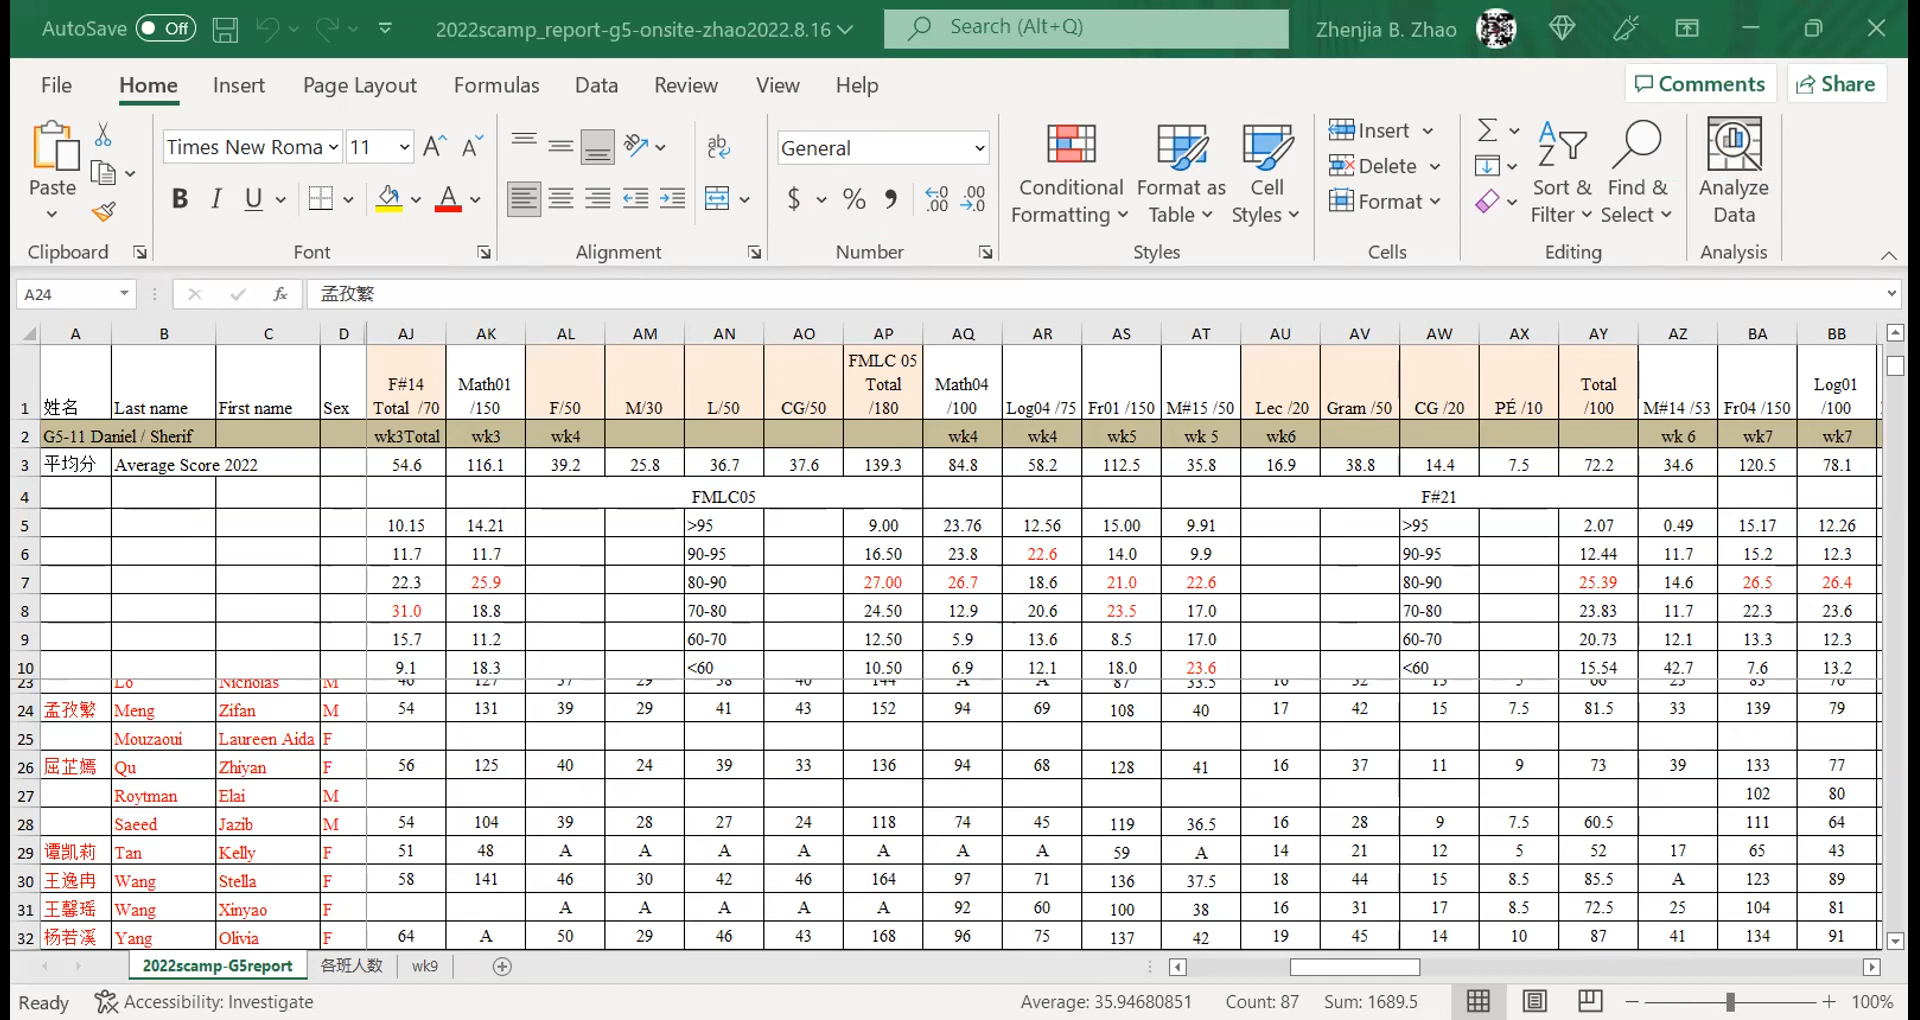 AutoSave Off 2022scamp_report-g5-onsite-zhao2022.8.16 Search (Alt+Q) Zhenjia B. Zhao
File Home Insert Page Layout Formulas Data Review View Help Comments Share
Paste Times New Roma 11 General Conditional Formatting Format as Table Cell Styles Insert Delete Format Sort & Filter Find & Select Analyze Data
B I U $ % , .00
Clipboard Font Alignment Number Styles Cells Editing Analysis
A24 fx 孟孜繁
A B C D AJ AK AL AM AN AO AP AQ AR AS AT AU AV AW AX AY AZ BA BB
1 姓名 Last name First name Sex F#14 Total /70 Math01 /150 F/50 M/30 L/50 CG/50 FMLC 05 Total /180 Math04 /100 Log04 /75 Fr01 /150 M#15 /50 Lec /20 Gram /50 CG /20 PÉ /10 Total /100 M#14 /53 Fr04 /150 Log01 /100
2 G5-11 Daniel / Sherif wk3Total wk3 wk4 wk4 wk4 wk5 wk 5 wk6 wk 6 wk7 wk7
3 平均分 Average Score 2022 54.6 116.1 39.2 25.8 36.7 37.6 139.3 84.8 58.2 112.5 35.8 16.9 38.8 14.4 7.5 72.2 34.6 120.5 78.1
4 FMLC05 F#21
5 10.15 14.21 >95 9.00 23.76 12.56 15.00 9.91 >95 2.07 0.49 15.17 12.26
6 11.7 11.7 90-95 16.50 23.8 22.6 14.0 9.9 90-95 12.44 11.7 15.2 12.3
7 22.3 25.9 80-90 27.00 26.7 18.6 21.0 22.6 80-90 25.39 14.6 26.5 26.4
8 31.0 18.8 70-80 24.50 12.9 20.6 23.5 17.0 70-80 23.83 11.7 22.3 23.6
9 15.7 11.2 60-70 12.50 5.9 13.6 8.5 17.0 60-70 20.73 12.1 13.3 12.3
10 9.1 18.3 <60 10.50 6.9 12.1 18.0 23.6 <60 15.54 42.7 7.6 13.2
23 Lo Nicholas M A A 87 33.5
24 孟孜繁 Meng Zifan M 54 131 39 29 41 43 152 94 69 108 40 17 42 15 7.5 81.5 33 139 79
25 Mouzaoui Laureen Aida F
26 屈芷嫣 Qu Zhiyan F 56 125 40 24 39 33 136 94 68 128 41 16 37 11 9 73 39 133 77
27 Roytman Elai M 102 80
28 Saeed Jazib M 54 104 39 28 27 24 118 74 45 119 36.5 16 28 9 7.5 60.5 111 64
29 谭凯莉 Tan Kelly F 51 48 A A A A A A A 59 A 14 21 12 5 52 17 65 43
30 王逸冉 Wang Stella F 58 141 46 30 42 46 164 97 71 136 37.5 18 44 15 8.5 85.5 A 123 89
31 王馨瑶 Wang Xinyao F A A A A A 92 60 100 38 16 31 17 8.5 72.5 25 104 81
32 杨若溪 Yang Olivia F 64 A 50 29 46 43 168 96 75 137 42 19 45 14 10 87 41 134 91
2022scamp-G5report 各班人数 wk9
Ready Accessibility: Investigate Average: 35.94680851 Count: 87 Sum: 1689.5 100%